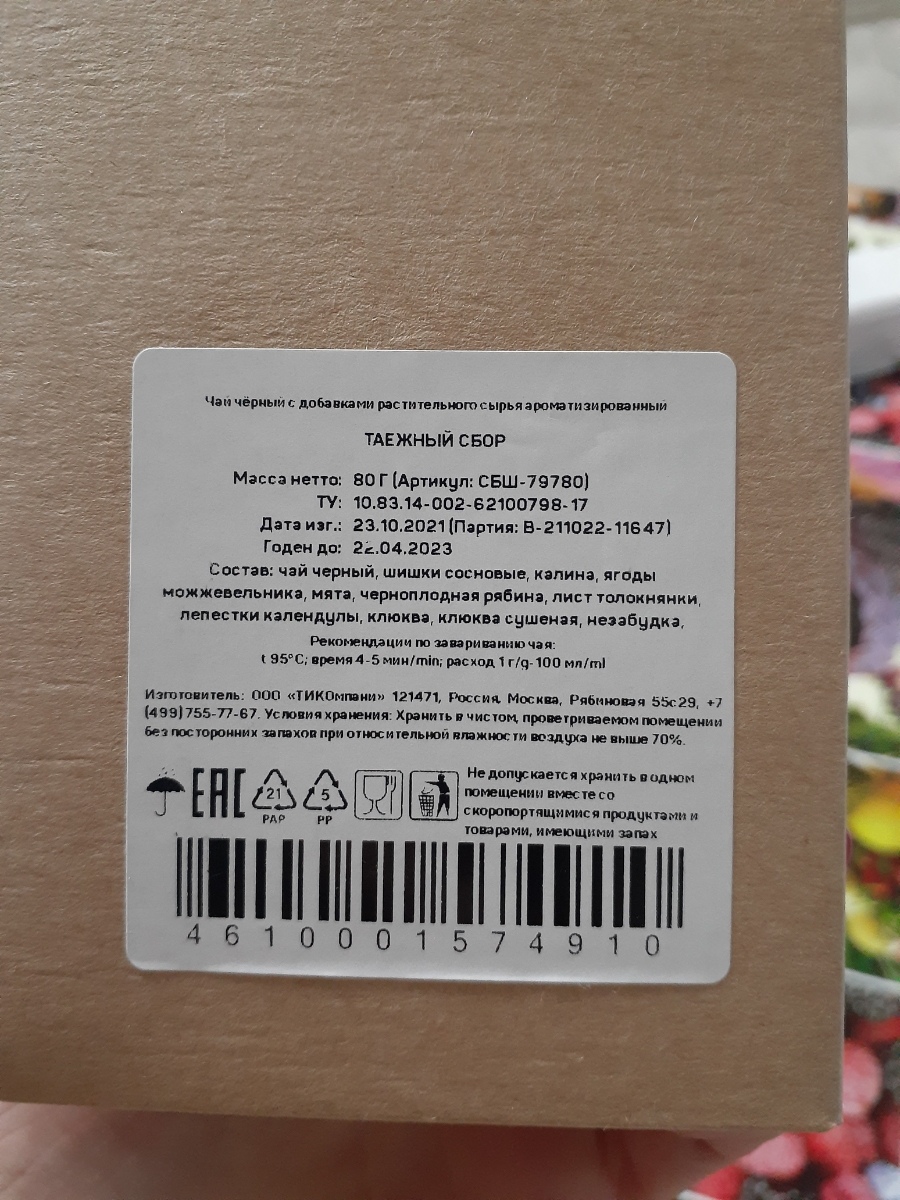 Чай чёрный с добавками растительного сырья ароматизированный
ТАЕЖНЫЙ СБОР
Масса нетто: 80 Г (Артикул: СБШ-79780)
ТУ: 10.83.14-002-62100798-17
Дата изг.: 23.10.2021 (Партия: В-211022-11647)
Годен до: 22.04.2023
Состав: чай черный, шишки сосновые, калина, ягоды
можжевельника, мята, черноплодная рябина, лист толокнянки,
лепестки календулы, клюква, клюква сушеная, незабудка,
Рекомендации по завариванию чая:
t 95°C; время 4-5 мин/min; расход 1 г/g-100 мл/ml
Изготовитель: ООО «ТИКОмпани» 121471, Россия, Москва, Рябиновая 55с29, +7
(499)755-77-67. Условия хранения: Хранить в чистом, проветриваемом помещении
без посторонних запахов при относительной влажности воздуха не выше 70%.
Не допускается хранить в одном
помещении вместе со
скоропортящимися продуктами и
товарами, имеющими запах
EAC 21 PAP 5 PP
4610001574910